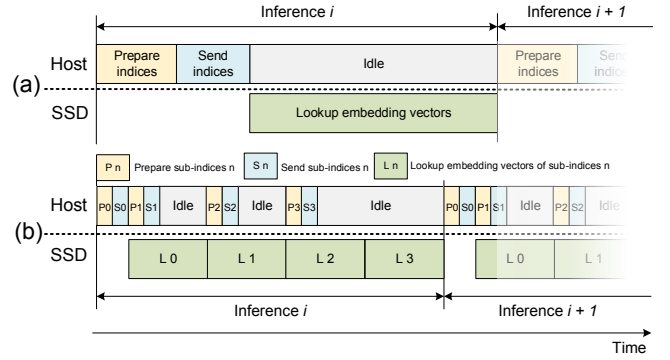 Inference i
Inference i + 1
Host
Prepare indices
Send indices
Idle
Prepare indices
Send indices
(a)
SSD
Lookup embedding vectors
P n
Prepare sub-indices n
S n
Send sub-indices n
L n
Lookup embedding vectors of sub-indices n
Host
P0 S0 P1 S1 Idle P2 S2 Idle P3 S3 Idle P0 S0 P1 S1 Idle P2 S2 Idle
(b)
SSD
L 0 L 1 L 2 L 3 L 0 L 1
Inference i
Inference i + 1
Time